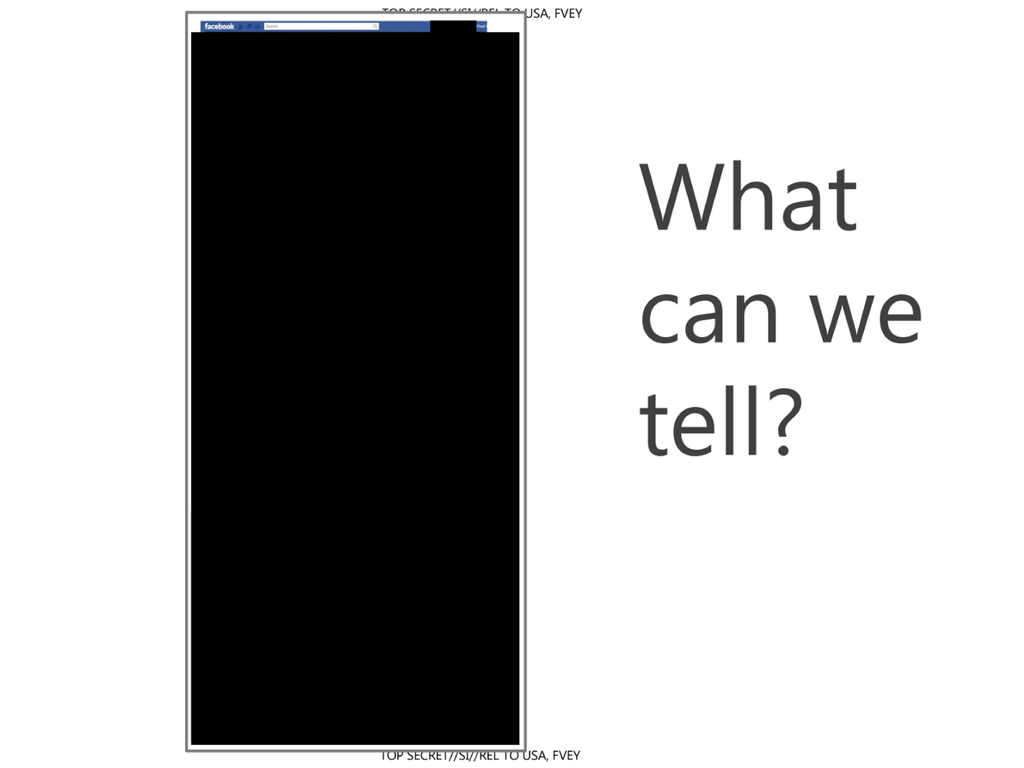 TOP SECRET//SI//REL TO USA, FVEY
facebook
Search
What
can we
tell?
TOP SECRET//SI//REL TO USA, FVEY